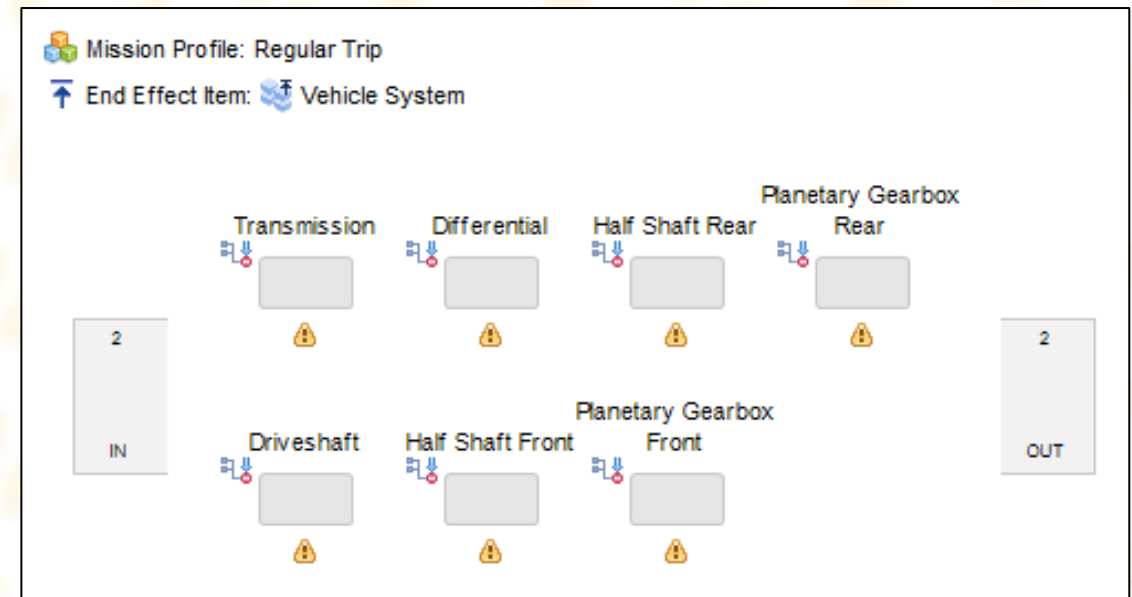 Mission Profile: Regular Trip
End Effect Item: Vehicle System
Planetary Gearbox
Transmission Differential Half Shaft Rear Rear
2 2
Planetary Gearbox
IN Driveshaft Half Shaft Front Front OUT